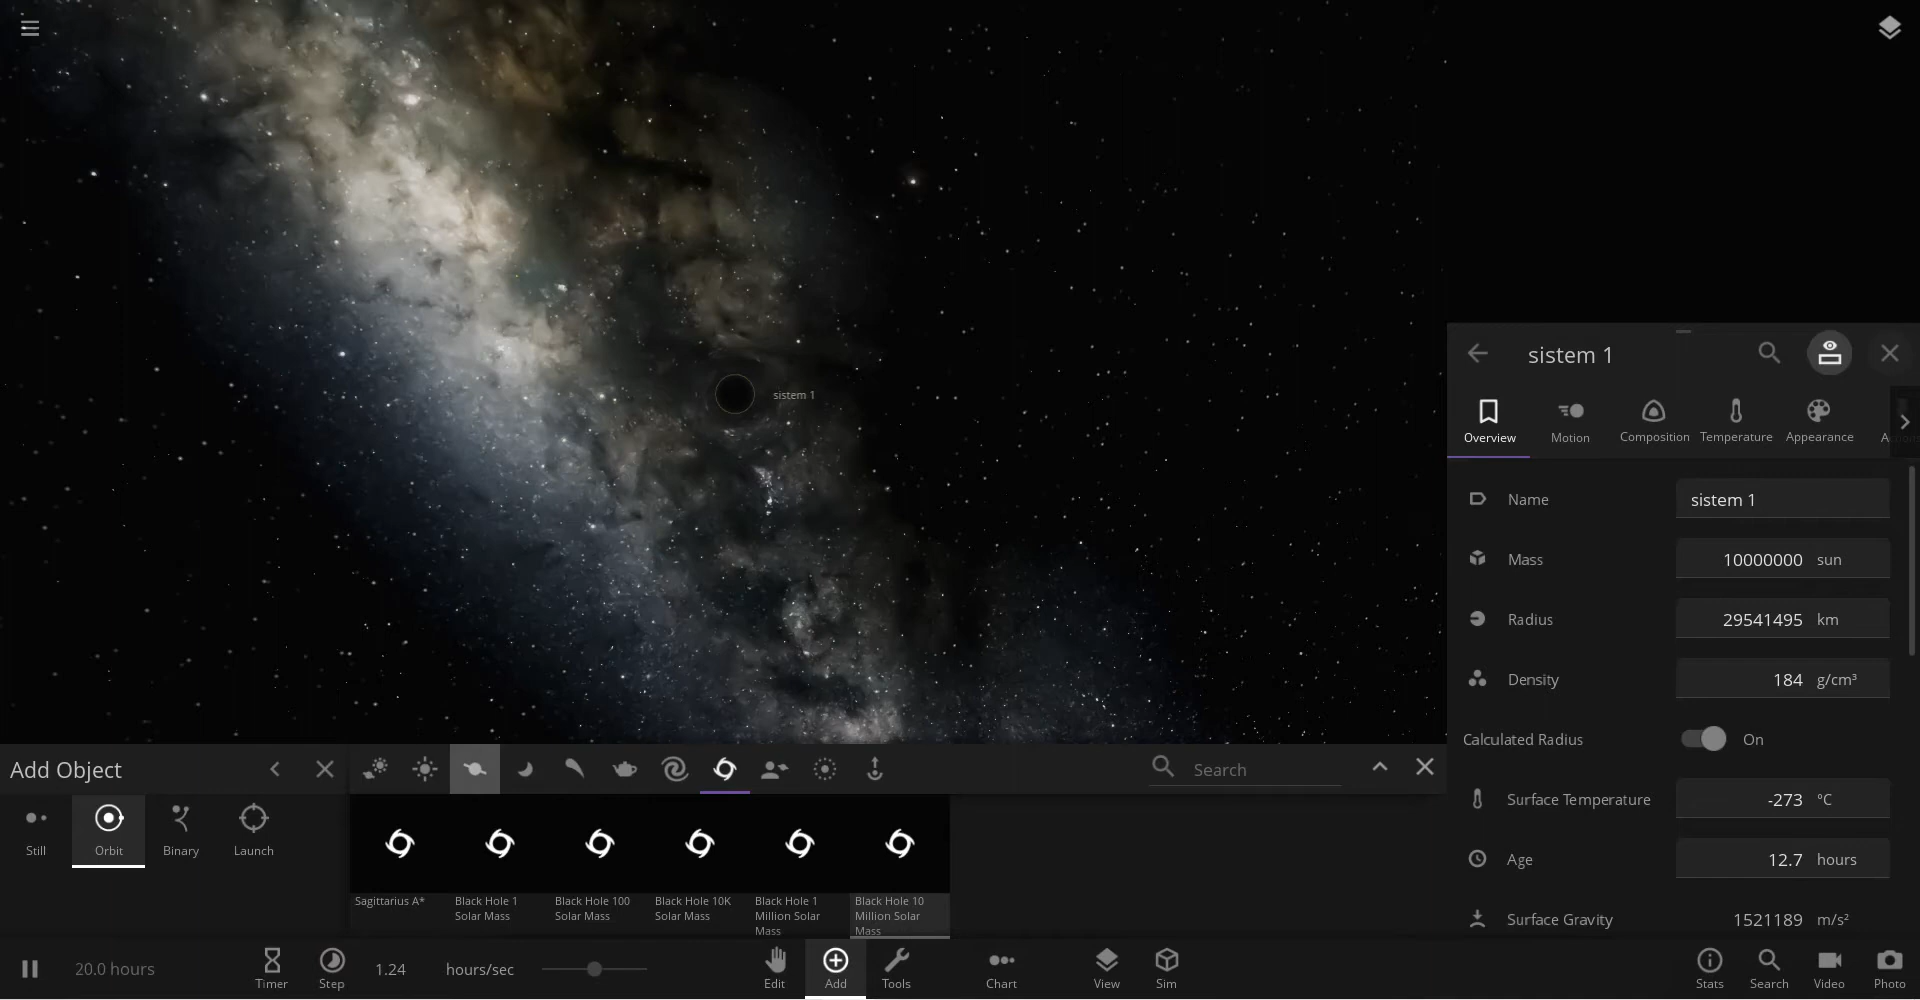 sistem 1
sistem 1
Overview
Motion
Composition
Temperature
Appearance
Name sistem 1
Mass 10000000 sun
Radius 29541495 km
Density 184 g/cm³
Calculated Radius On
Surface Temperature -273 °C
Age 12.7 hours
Surface Gravity 1521189 m/s²
Add Object
Search
Still
Orbit
Binary
Launch
Sagittarius A*
Black Hole 1
Solar Mass
Black Hole 100
Solar Mass
Black Hole 10K
Solar Mass
Black Hole 1
Million Solar
Mass
Black Hole 10
Million Solar
Mass
20.0 hours
Timer
Step
1.24 hours/sec
Edit
Add
Tools
Chart
View
Sim
Stats
Search
Video
Photo